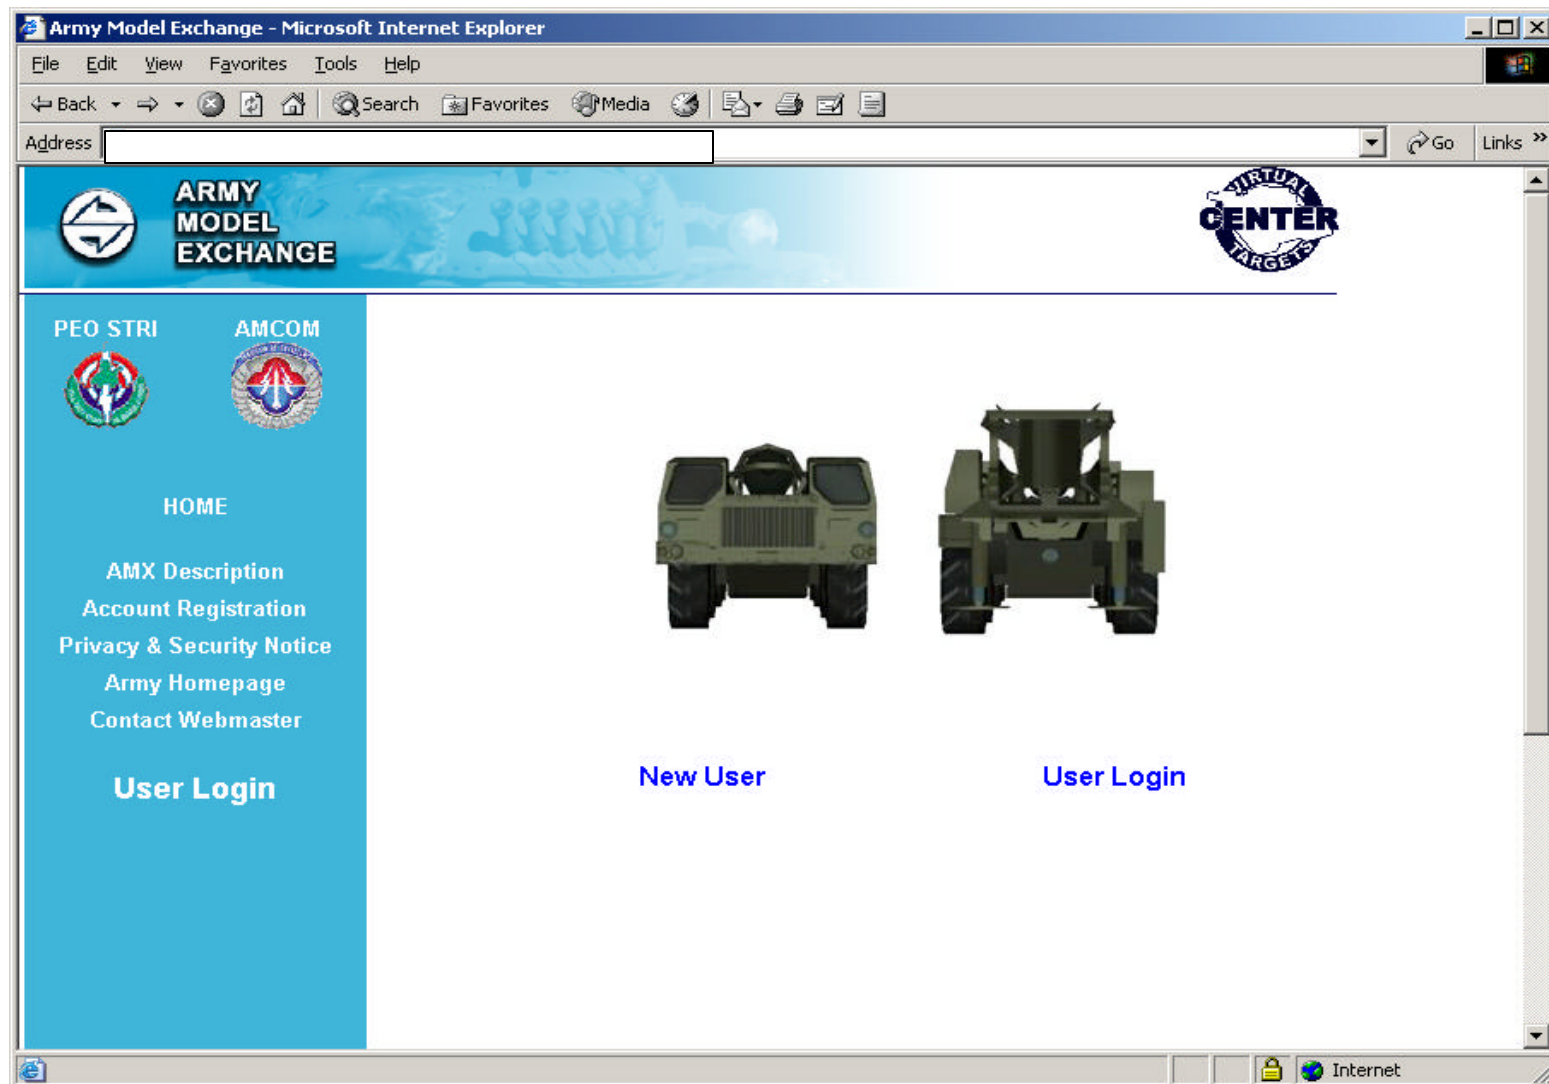 Army Model Exchange - Microsoft Internet Explorer
File Edit View Favorites Tools Help
Back Search Favorites Media
Address Go Links »
ARMY
MODEL
EXCHANGE
VIRTUAL
CENTER
TARGETS
PEO STRI AMCOM
HOME
AMX Description
Account Registration
Privacy & Security Notice
Army Homepage
Contact Webmaster
User Login
New User User Login
Internet